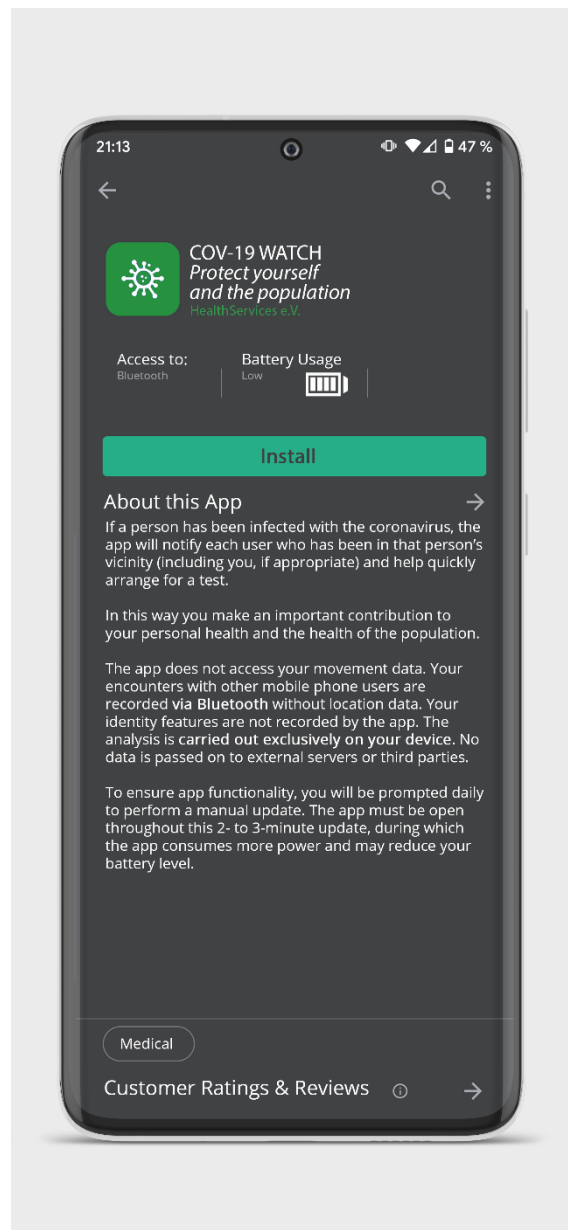 21:13
47 %
COV-19 WATCH
Protect yourself
and the population
HealthServices e.V.
Access to:
Bluetooth
Battery Usage
Low
Install
About this App
If a person has been infected with the coronavirus, the
app will notify each user who has been in that person's
vicinity (including you, if appropriate) and help quickly
arrange for a test.
In this way you make an important contribution to
your personal health and the health of the population.
The app does not access your movement data. Your
encounters with other mobile phone users are
recorded via Bluetooth without location data. Your
identity features are not recorded by the app. The
analysis is carried out exclusively on your device. No
data is passed on to external servers or third parties.
To ensure app functionality, you will be prompted daily
to perform a manual update. The app must be open
throughout this 2- to 3-minute update, during which
the app consumes more power and may reduce your
battery level.
Medical
Customer Ratings & Reviews